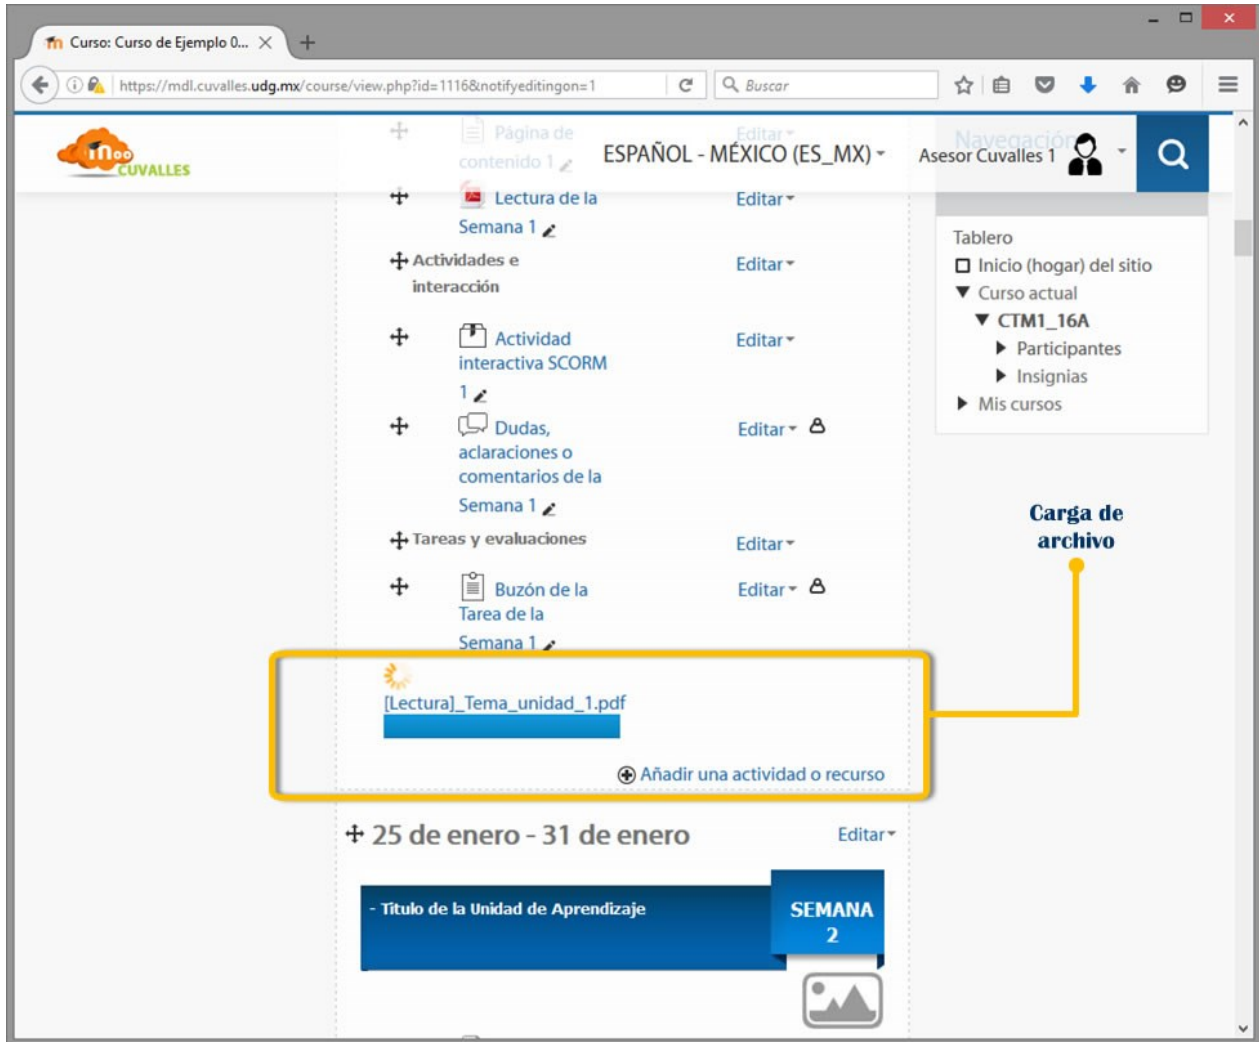 Curso: Curso de Ejemplo 0...
https://mdl.cuvalles.udg.mx/course/view.php?id=1116&notifyeditingon=1
Buscar
moo
CUVALLES
ESPAÑOL - MÉXICO (ES_MX)
Asesor Cuvalles 1
Página de
contenido 1
Editar
Navegación
Lectura de la
Semana 1
Editar
Actividades e
interacción
Editar
Actividad
interactiva SCORM
1
Editar
Dudas,
aclaraciones o
comentarios de la
Semana 1
Editar
Tareas y evaluaciones
Editar
Buzón de la
Tarea de la
Semana 1
Editar
[Lectura]_Tema_unidad_1.pdf
Añadir una actividad o recurso
25 de enero - 31 de enero
Editar
- Titulo de la Unidad de Aprendizaje
SEMANA
2
Tablero
Inicio (hogar) del sitio
Curso actual
CTM1_16A
Participantes
Insignias
Mis cursos
Carga de
archivo